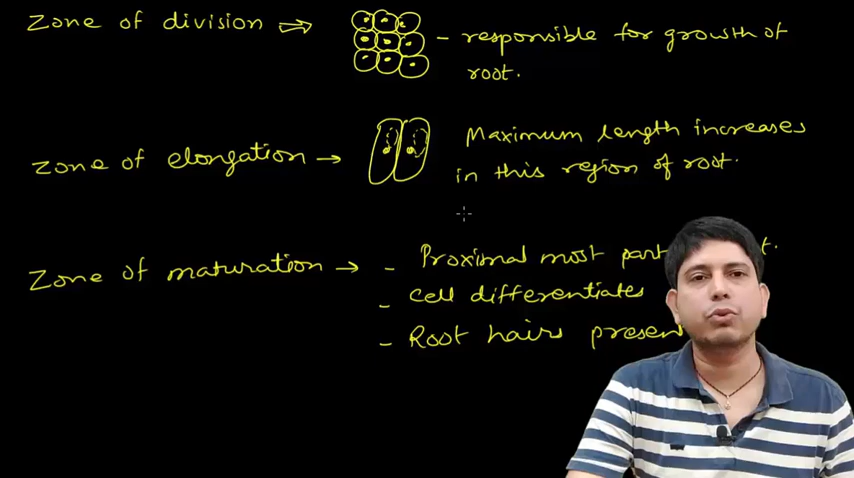 Zone of division ⇒ - responsible for growth of
root.
zone of elongation → Maximum length increases
in this region of root.
Zone of maturation → - Proximal most part t.
- Cell differentiates
- Root hairs present